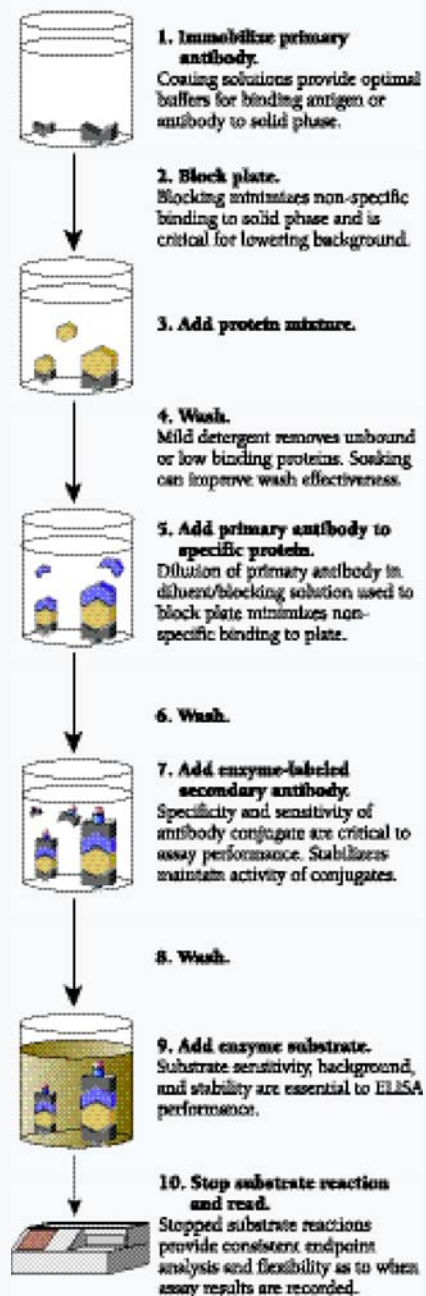 1. Immobilize primary
antibody.
Coating solutions provide optimal
buffers for binding antigen or
antibody to solid phase.
2. Block plate.
Blocking minimizes non-specific
binding to solid phase and is
critical for lowering background.
3. Add protein mixture.
4. Wash.
Mild detergent removes unbound
or low binding proteins. Soaking
can improve wash effectiveness.
5. Add primary antibody to
specific protein.
Dilution of primary antibody in
diluent/blocking solution used to
block plate minimizes non-
specific binding to plate.
6. Wash.
7. Add enzyme-labeled
secondary antibody.
Specificity and sensitivity of
antibody conjugate are critical to
assay performance. Stabilizers
maintain activity of conjugates.
8. Wash.
9. Add enzyme substrate.
Substrate sensitivity, background,
and stability are essential to ELISA
performance.
10. Stop substrate reaction
and read.
Stopped substrate reactions
provide consistent endpoint
analysis and flexibility as to when
assay results are recorded.